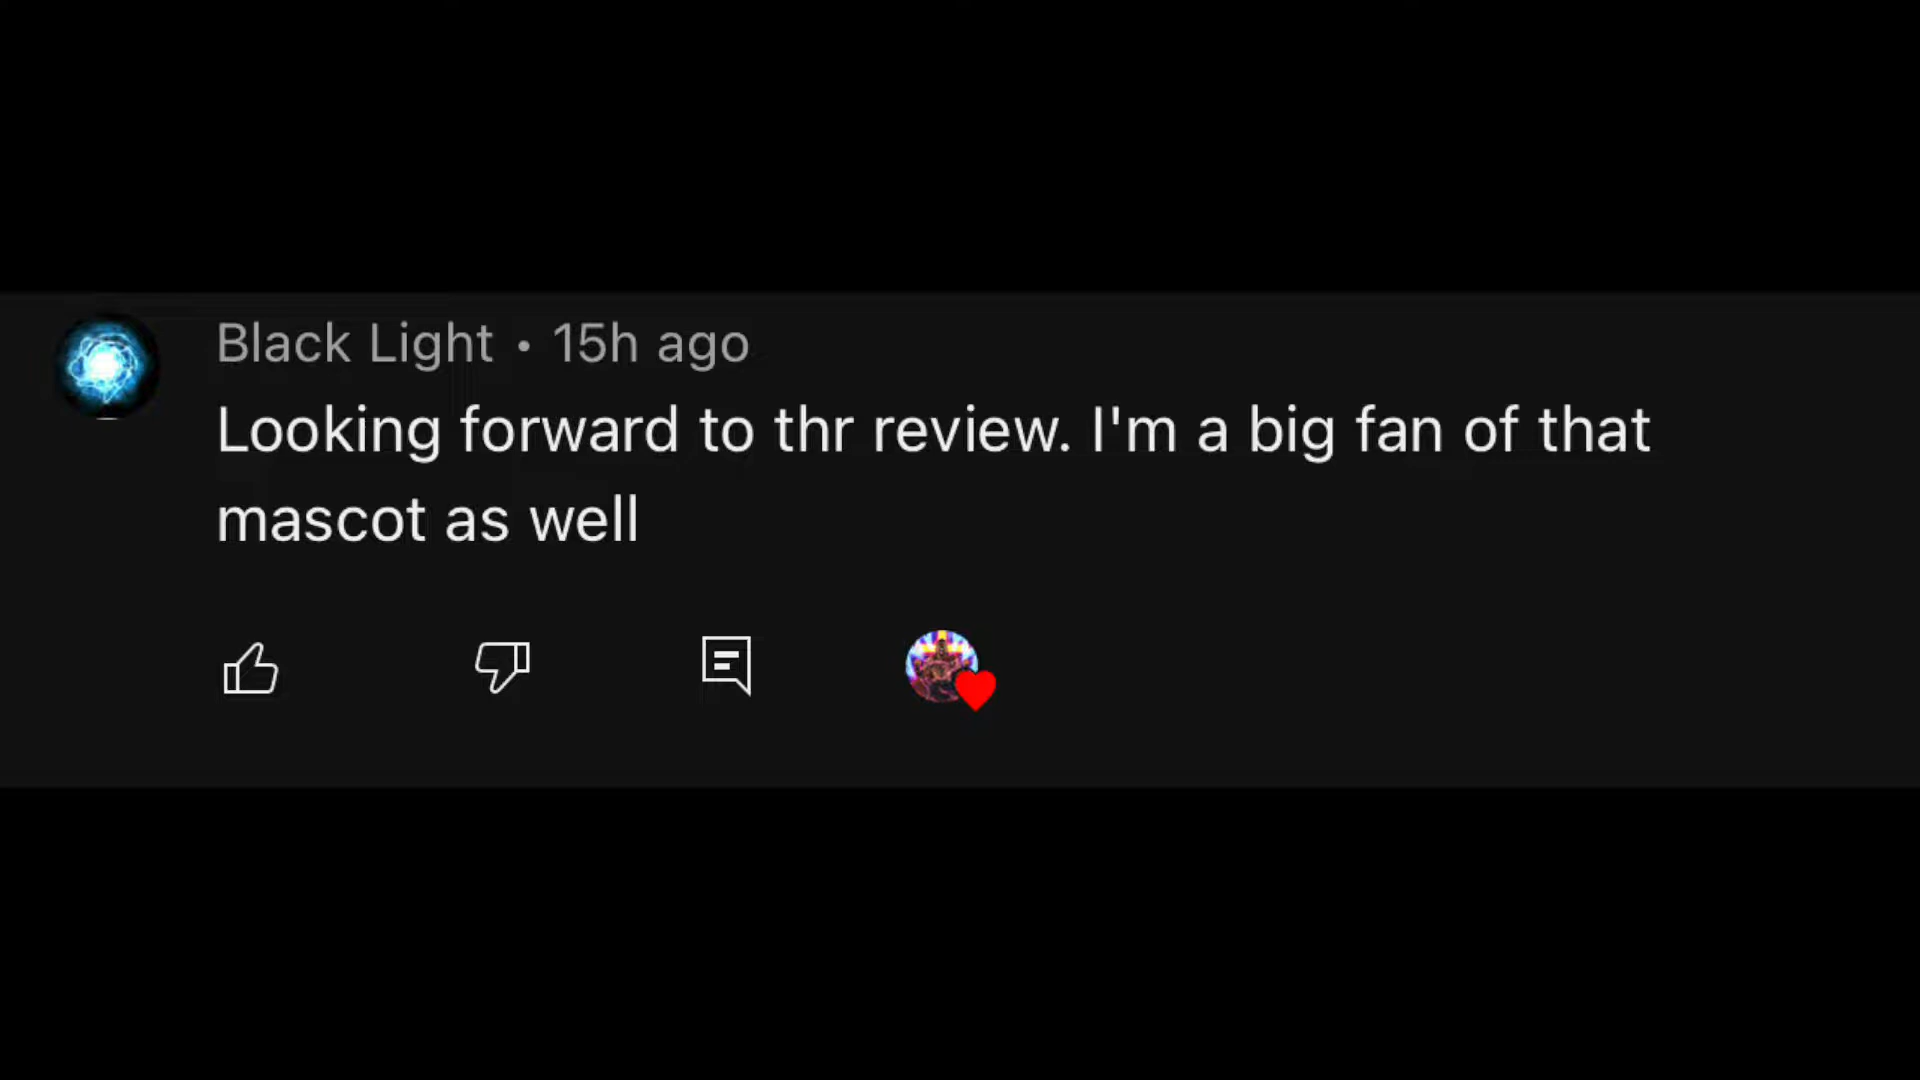 Black Light • 15h ago
Looking forward to thr review. I'm a big fan of that
mascot as well